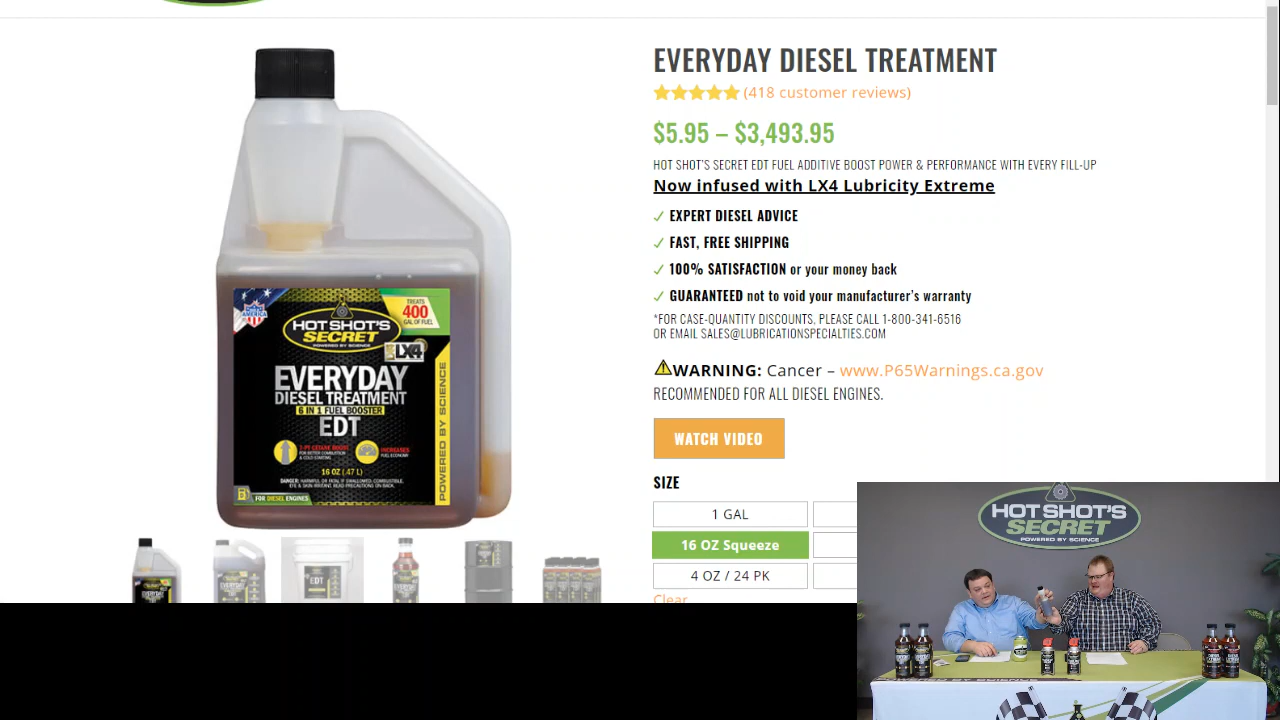 EVERYDAY DIESEL TREATMENT
(418 customer reviews)
$5.95 – $3,493.95
HOT SHOT'S SECRET EDT FUEL ADDITIVE BOOST POWER & PERFORMANCE WITH EVERY FILL-UP
Now infused with LX4 Lubricity Extreme
EXPERT DIESEL ADVICE
FAST, FREE SHIPPING
100% SATISFACTION or your money back
GUARANTEED not to void your manufacturer's warranty
*FOR CASE-QUANTITY DISCOUNTS, PLEASE CALL 1-800-341-6516
OR EMAIL SALES@LUBRICATIONSPECIALTIES.COM
WARNING: Cancer – www.P65Warnings.ca.gov
RECOMMENDED FOR ALL DIESEL ENGINES.
WATCH VIDEO
SIZE
1 GAL
16 OZ Squeeze
4 OZ / 24 PK
Clear
TREATS
400
GAL OF FUEL
HOT SHOT'S
SECRET
POWERED BY SCIENCE
LX4
EVERYDAY
DIESEL TREATMENT
6 IN 1 FUEL BOOSTER
EDT
INCREASES
FUEL ECONOMY
16 OZ (.47 L)
FOR DIESEL ENGINES
POWERED BY SCIENCE
EDT
HOT SHOT'S
SECRET
POWERED BY SCIENCE